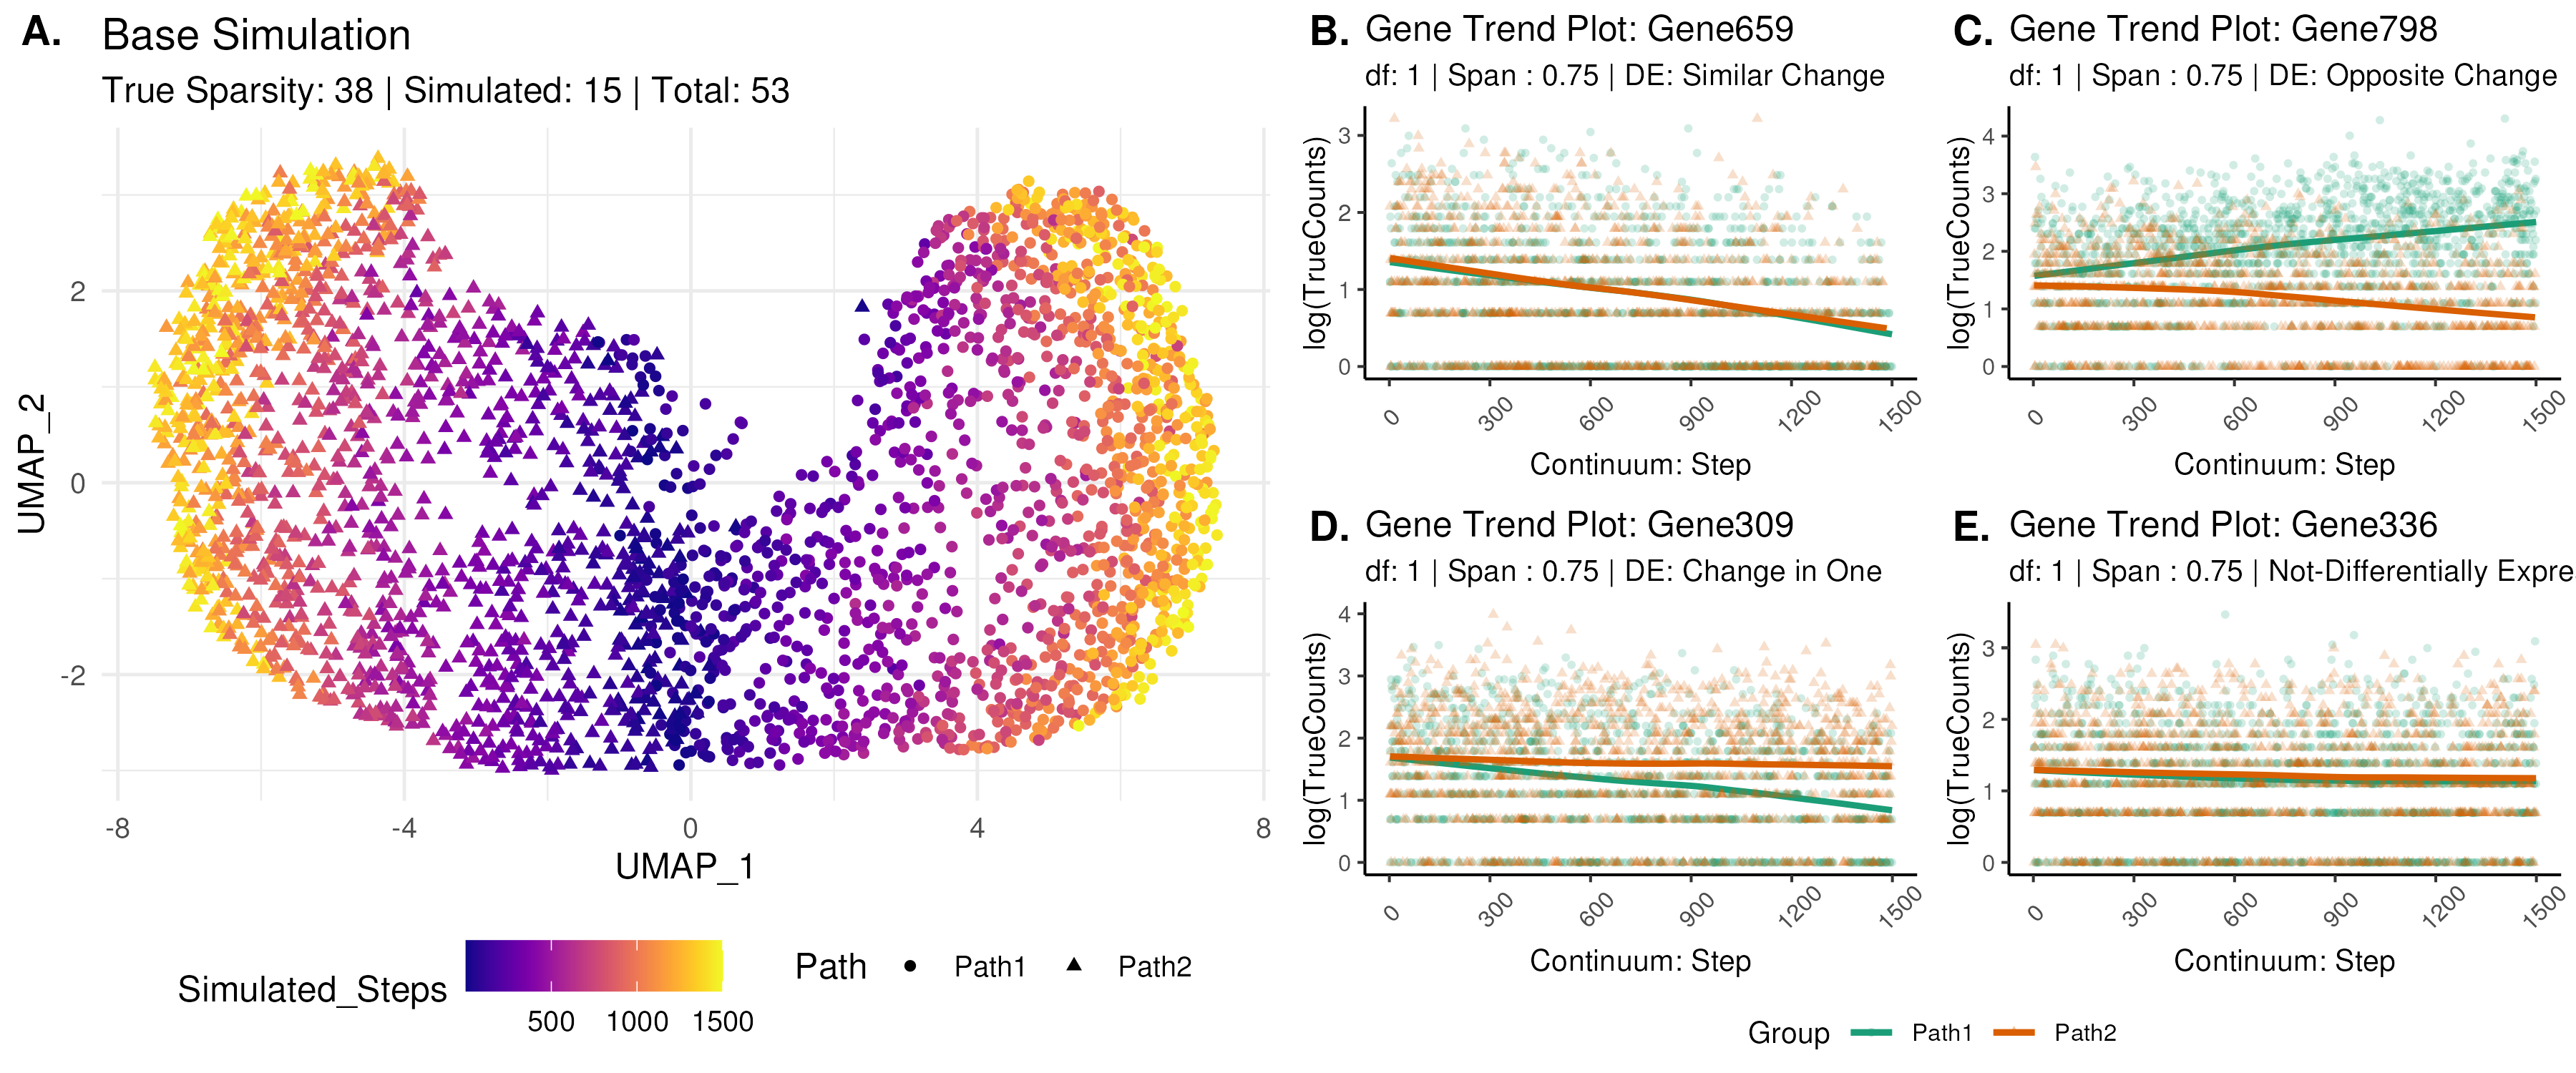 A. Base Simulation
True Sparsity: 38 | Simulated: 15 | Total: 53
UMAP_2
2
0
-2
-8 -4 0 4 8
UMAP_1
Simulated_Steps
500 1000 1500
Path Path1 Path2
B. Gene Trend Plot: Gene659
df: 1 | Span : 0.75 | DE: Similar Change
log(TrueCounts)
3
2
1
0
0 300 600 900 1200 1500
Continuum: Step
C. Gene Trend Plot: Gene798
df: 1 | Span : 0.75 | DE: Opposite Change
log(TrueCounts)
4
3
2
1
0
0 300 600 900 1200 1500
Continuum: Step
D. Gene Trend Plot: Gene309
df: 1 | Span : 0.75 | DE: Change in One
log(TrueCounts)
4
3
2
1
0
0 300 600 900 1200 1500
Continuum: Step
E. Gene Trend Plot: Gene336
df: 1 | Span : 0.75 | Not-Differentially Expre
log(TrueCounts)
3
2
1
0
0 300 600 900 1200 1500
Continuum: Step
Group Path1 Path2